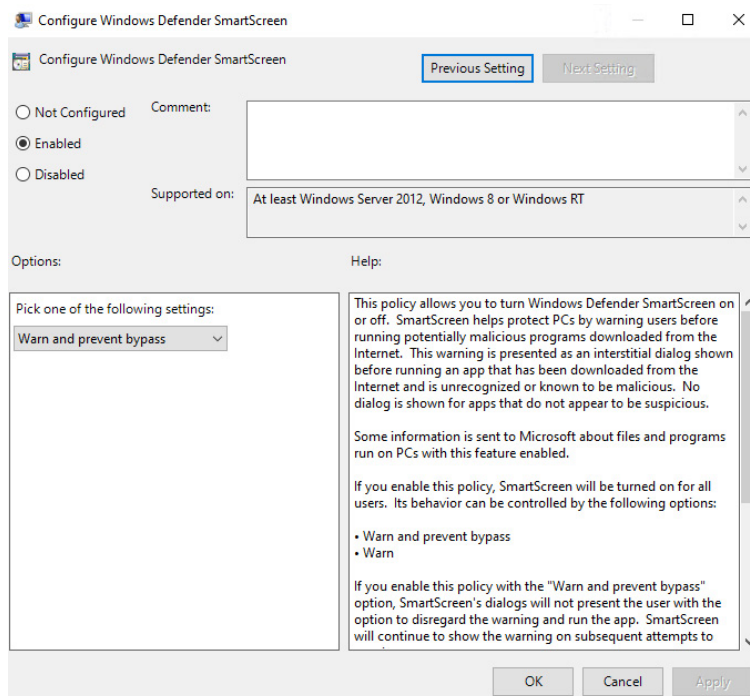 Configure Windows Defender SmartScreen
Configure Windows Defender SmartScreen
Previous Setting
Next Setting
Not Configured
Enabled
Disabled
Comment:
Supported on:
At least Windows Server 2012, Windows 8 or Windows RT
Options:
Help:
Pick one of the following settings:
Warn and prevent bypass
This policy allows you to turn Windows Defender SmartScreen on
or off.  SmartScreen helps protect PCs by warning users before
running potentially malicious programs downloaded from the
Internet.  This warning is presented as an interstitial dialog shown
before running an app that has been downloaded from the
Internet and is unrecognized or known to be malicious.  No
dialog is shown for apps that do not appear to be suspicious.
Some information is sent to Microsoft about files and programs
run on PCs with this feature enabled.
If you enable this policy, SmartScreen will be turned on for all
users.  Its behavior can be controlled by the following options:
• Warn and prevent bypass
• Warn
If you enable this policy with the "Warn and prevent bypass"
option, SmartScreen's dialogs will not present the user with the
option to disregard the warning and run the app.  SmartScreen
will continue to show the warning on subsequent attempts to
OK
Cancel
Apply